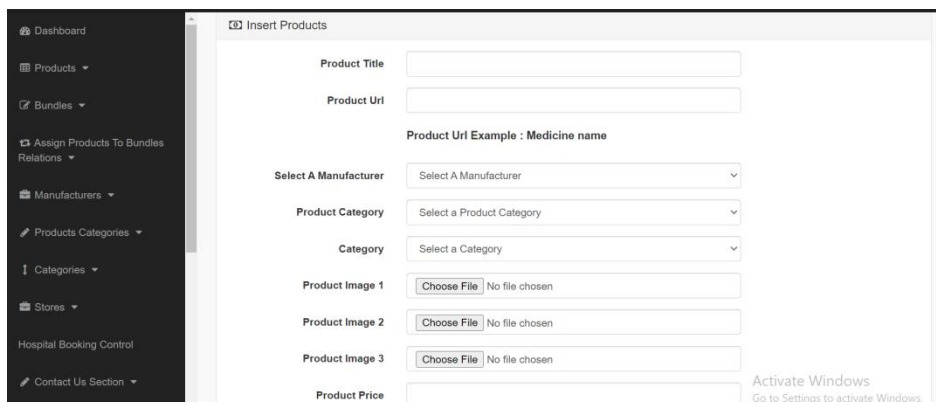 Dashboard
Products
Bundles
Assign Products To Bundles
Relations
Manufacturers
Products Categories
Categories
Stores
Hospital Booking Control
Contact Us Section
Insert Products
Product Title
Product Url
Product Url Example : Medicine name
Select A Manufacturer Select A Manufacturer
Product Category Select a Product Category
Category Select a Category
Product Image 1 Choose File No file chosen
Product Image 2 Choose File No file chosen
Product Image 3 Choose File No file chosen
Product Price
Activate Windows
Go to Settings to activate Windows.